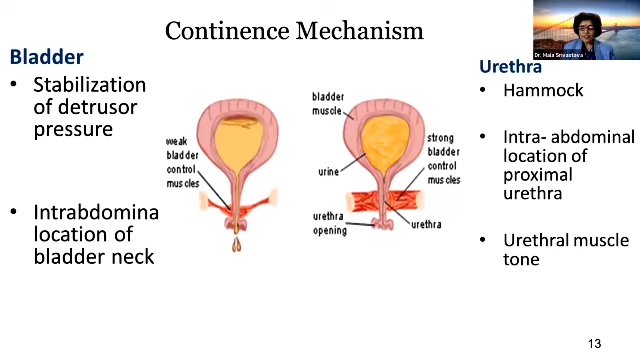 Continence Mechanism
Dr. Mala Srivastava
Bladder
• Stabilization
of detrusor
pressure
• Intrabdomina
location of
bladder neck
weak
bladder
control
muscles
bladder
muscle
urine
urethra
opening
strong
bladder
control
muscles
urethra
Urethra
• Hammock
• Intra- abdominal
location of
proximal
urethra
• Urethral muscle
tone
13